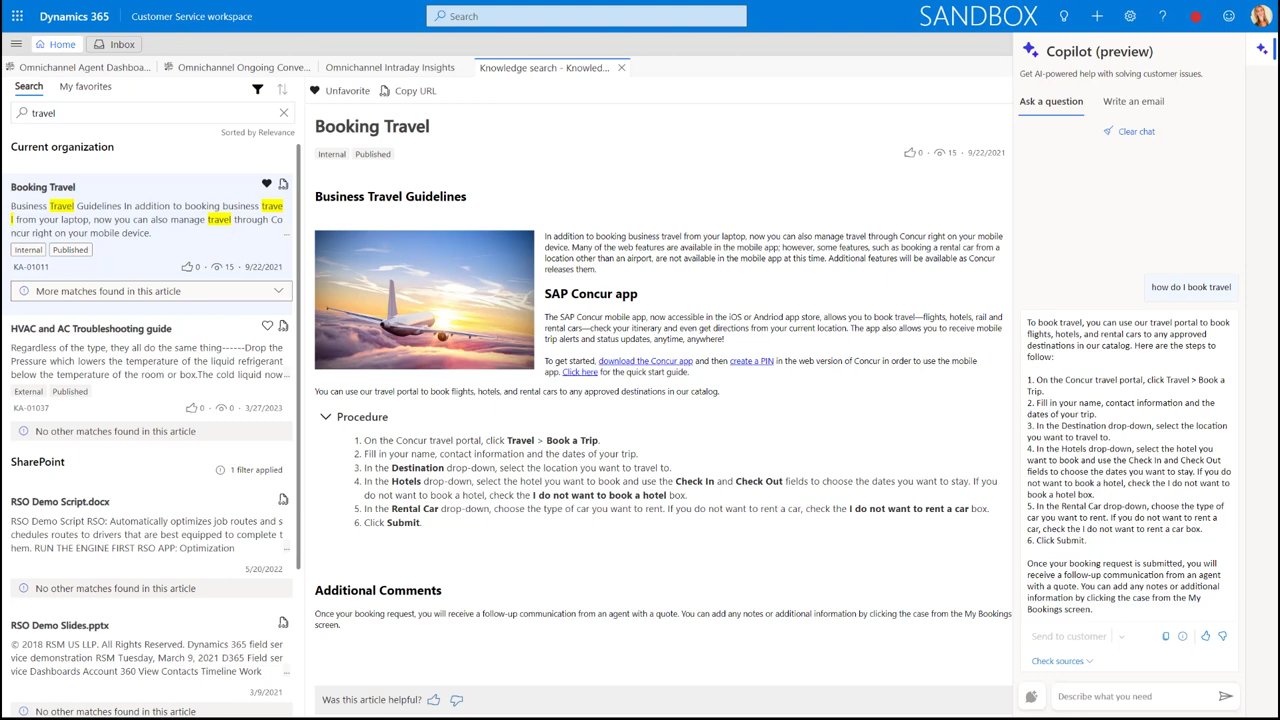 Dynamics 365
Customer Service workspace
Search
SANDBOX
Home
Inbox
Omnichannel Agent Dashboa...
Omnichannel Ongoing Conve...
Omnichannel Intraday Insights
Knowledge search - Knowled...
Search
My favorites
travel
Sorted by Relevance
Current organization
Booking Travel
Business Travel Guidelines In addition to booking business trave
l from your laptop, now you can also manage travel through Co
ncur right on your mobile device.
...
Internal
Published
KA-01011
0 · 15 · 9/22/2021
More matches found in this article
HVAC and AC Troubleshooting guide
Regardless of the type, they all do the same thing------Drop the
Pressure which lowers the temperature of the liquid refrigerant
below the temperature of the room or box.The cold liquid now
...
External
Published
KA-01037
0 · 0 · 3/27/2023
No other matches found in this article
SharePoint
1 filter applied
RSO Demo Script.docx
RSO Demo Script RSO: Automatically optimizes job routes and s
chedules routes to drivers that are best equipped to complete t
hem. RUN THE ENGINE FIRST RSO APP: Optimization
...
5/20/2022
No other matches found in this article
RSO Demo Slides.pptx
© 2018 RSM US LLP. All Rights Reserved. Dynamics 365 field ser
vice demonstration RSM Tuesday, March 9, 2021 D365 Field ser
vice Dashboards Account 360 View Contacts Timeline Work
...
3/9/2021
No other matches found in this article
Unfavorite
Copy URL
Booking Travel
Internal
Published
0 · 15 · 9/22/2021
Business Travel Guidelines
In addition to booking business travel from your laptop, now you can also manage travel through Concur right on your mobile
device. Many of the web features are available in the mobile app; however, some features, such as booking a rental car from a
location other than an airport, are not available in the mobile app at this time. Additional features will be available as Concur
releases them.
SAP Concur app
The SAP Concur mobile app, now accessible in the iOS or Andriod app store, allows you to book travel—flights, hotels, rail and
rental cars—check your itinerary and even get directions from your current location. The app also allows you to receive mobile
trip alerts and status updates, anytime, anywhere!
To get started, download the Concur app and then create a PIN in the web version of Concur in order to use the mobile
app. Click here for the quick start guide.
You can use our travel portal to book flights, hotels, and rental cars to any approved destinations in our catalog.
Procedure
1. On the Concur travel portal, click Travel > Book a Trip.
2. Fill in your name, contact information and the dates of your trip.
3. In the Destination drop-down, select the location you want to travel to.
4. In the Hotels drop-down, select the hotel you want to book and use the Check In and Check Out fields to choose the dates you want to stay. If you
do not want to book a hotel, check the I do not want to book a hotel box.
5. In the Rental Car drop-down, choose the type of car you want to rent. If you do not want to rent a car, check the I do not want to rent a car box.
6. Click Submit.
Additional Comments
Once your booking request, you will receive a follow-up communication from an agent with a quote. You can add any notes or additional information by clicking the case from the My Bookings
screen.
Was this article helpful?
Copilot (preview)
Get AI-powered help with solving customer issues.
Ask a question
Write an email
Clear chat
how do I book travel
To book travel, you can use our travel portal to book
flights, hotels, and rental cars to any approved
destinations in our catalog. Here are the steps to
follow:
1. On the Concur travel portal, click Travel > Book a
Trip.
2. Fill in your name, contact information and the
dates of your trip.
3. In the Destination drop-down, select the location
you want to travel to.
4. In the Hotels drop-down, select the hotel you
want to book and use the Check In and Check Out
fields to choose the dates you want to stay. If you do
not want to book a hotel, check the I do not want to
book a hotel box.
5. In the Rental Car drop-down, choose the type of
car you want to rent. If you do not want to rent a
car, check the I do not want to rent a car box.
6. Click Submit.
Once your booking request is submitted, you will
receive a follow-up communication from an agent
with a quote. You can add any notes or additional
information by clicking the case from the My
Bookings screen.
Send to customer
Check sources
Describe what you need